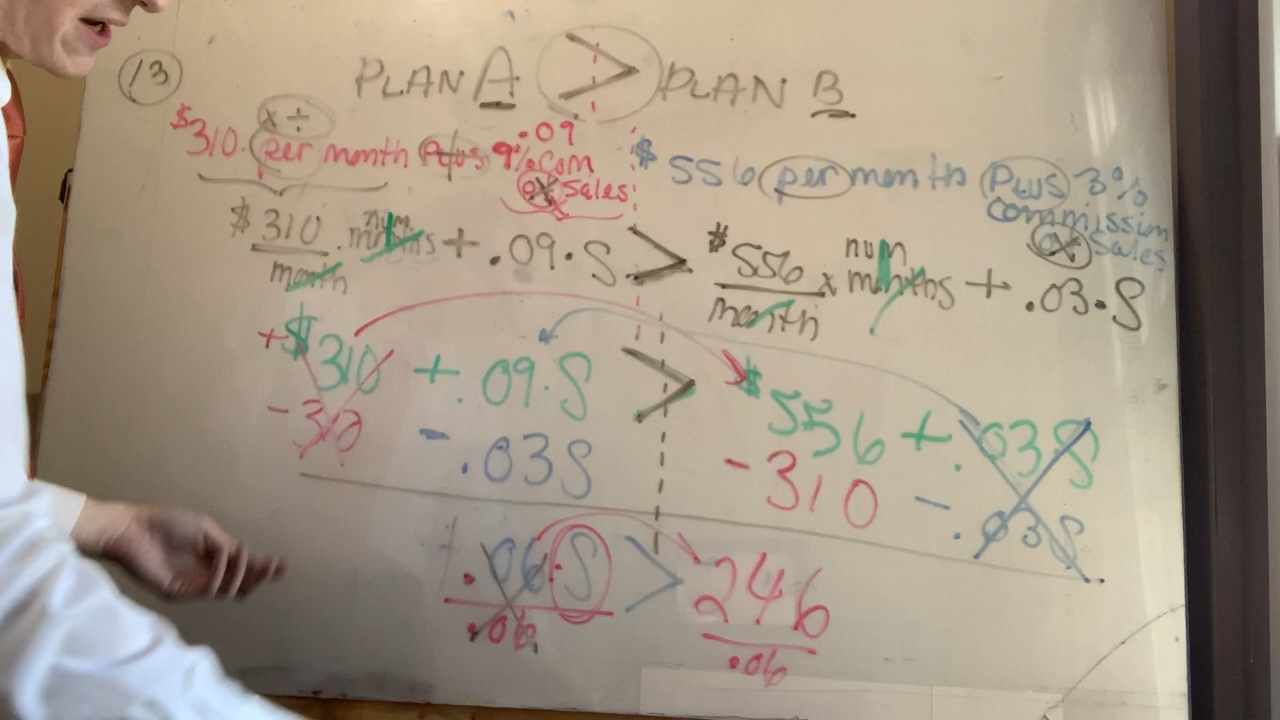 13
PLAN A > PLAN B
x ÷
.09
$310. per month Plus 9% com
of x sales
$556 per month Plus 3%
commission
of x Sales
$310/month · num months + .09·S > $556/month x num months + .03·S
+$310 + .09·S > $556 + .03S
-310 - .03S -310 - .03S
.06S > 246
.06 .06